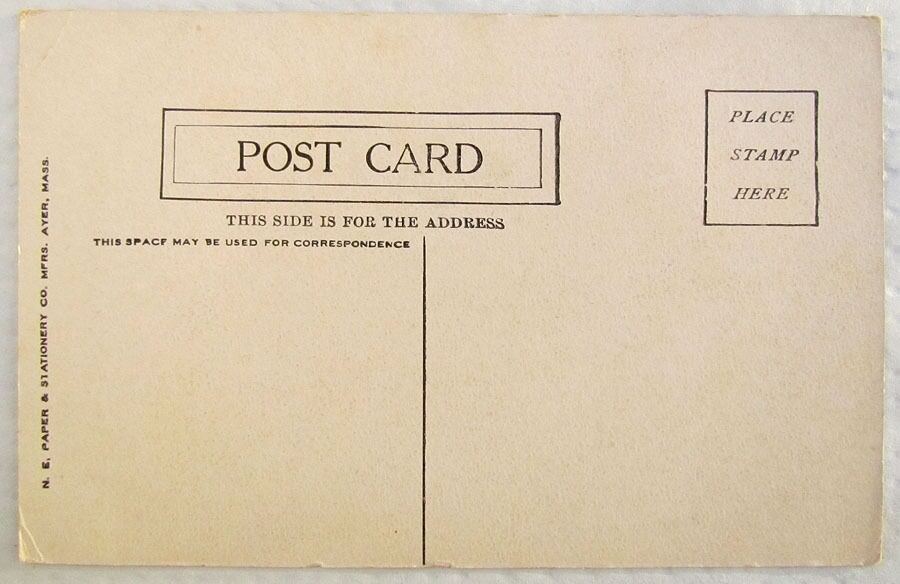 POST CARD
PLACE
STAMP
HERE
THIS SIDE IS FOR THE ADDRESS
THIS SPACE MAY BE USED FOR CORRESPONDENCE
N. E. PAPER & STATIONERY CO. MFRS. AYER, MASS.